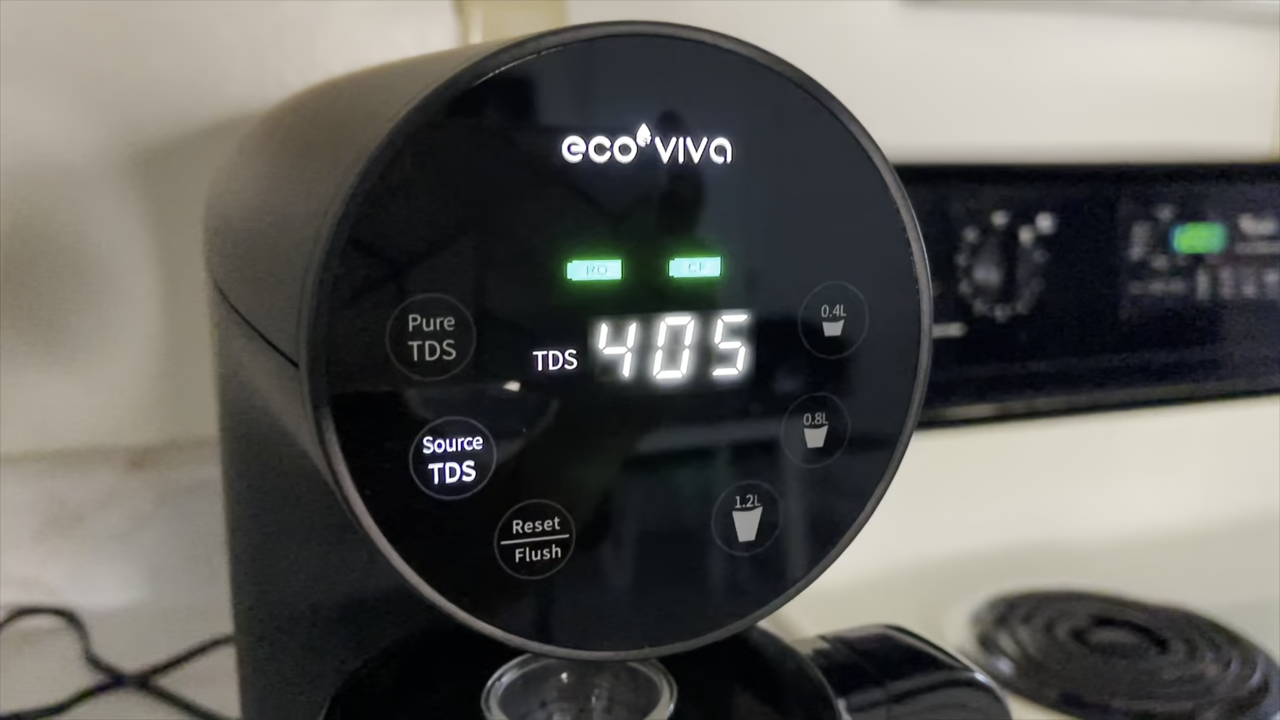 eco viva
RO CF
Pure
TDS
TDS 405
0.4L
Source
TDS
0.8L
Reset
Flush
1.2L